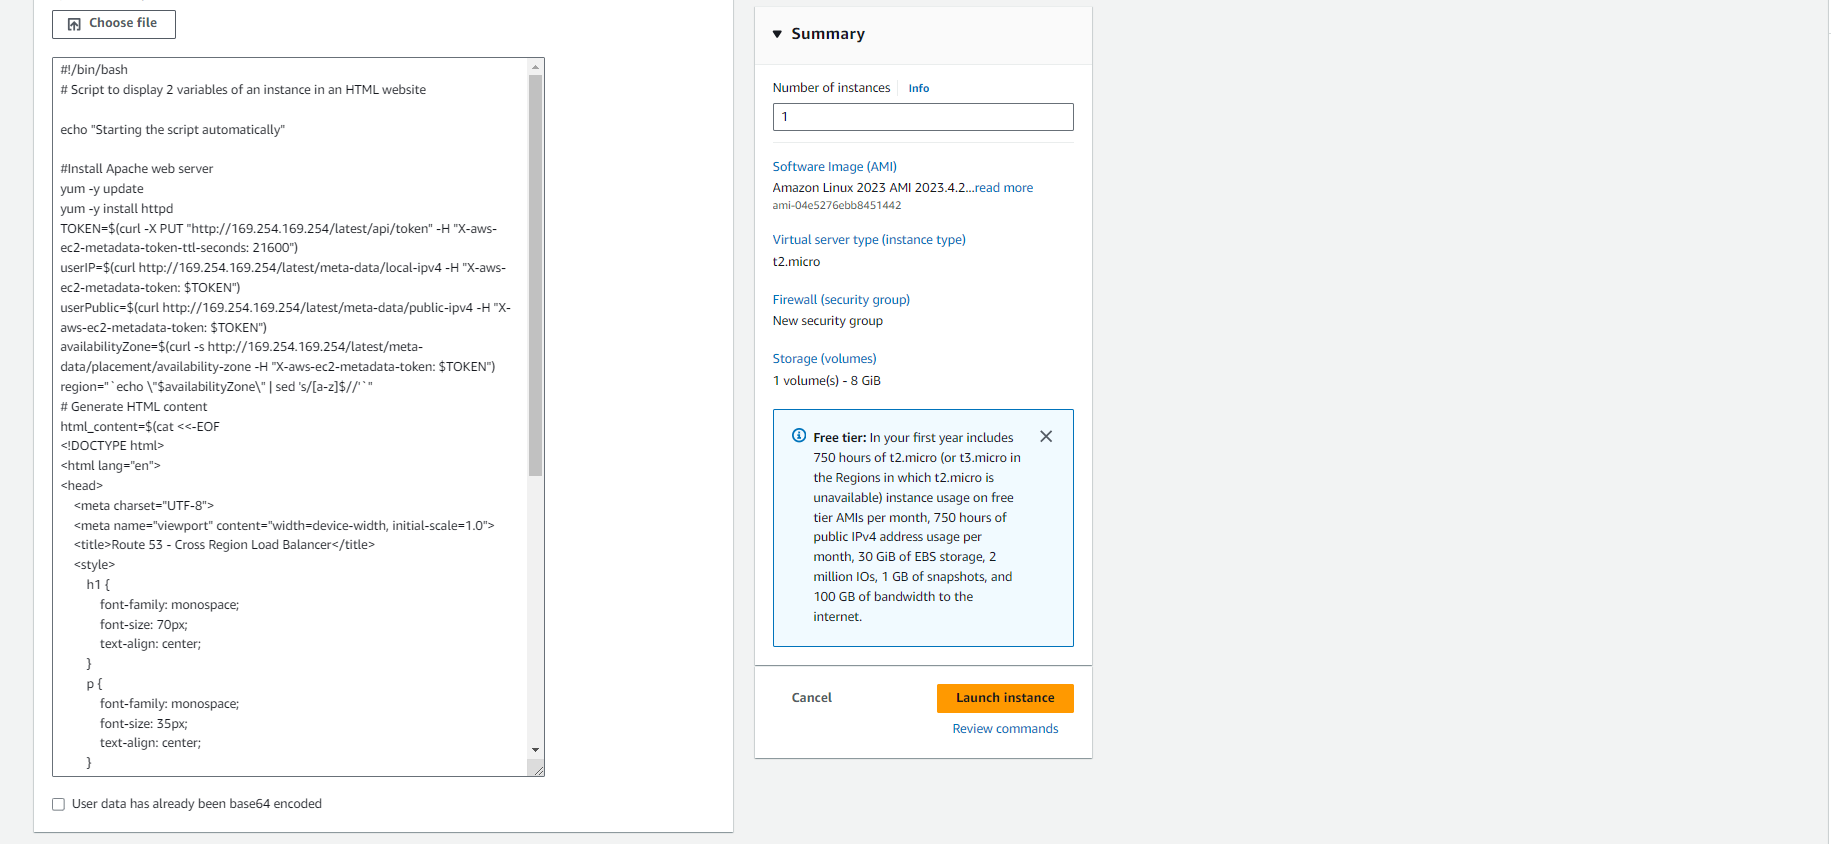 Choose file
#!/bin/bash
# Script to display 2 variables of an instance in an HTML website
echo "Starting the script automatically"
#Install Apache web server
yum -y update
yum -y install httpd
TOKEN=$(curl -X PUT "http://169.254.169.254/latest/api/token" -H "X-aws-
ec2-metadata-token-ttl-seconds: 21600")
userIP=$(curl http://169.254.169.254/latest/meta-data/local-ipv4 -H "X-aws-
ec2-metadata-token: $TOKEN")
userPublic=$(curl http://169.254.169.254/latest/meta-data/public-ipv4 -H "X-
aws-ec2-metadata-token: $TOKEN")
availabilityZone=$(curl -s http://169.254.169.254/latest/meta-
data/placement/availability-zone -H "X-aws-ec2-metadata-token: $TOKEN")
region="`echo \"$availabilityZone\" | sed 's/[a-z]$//'`"
# Generate HTML content
html_content=$(cat <<-EOF
<!DOCTYPE html>
<html lang="en">
<head>
<meta charset="UTF-8">
<meta name="viewport" content="width=device-width, initial-scale=1.0">
<title>Route 53 - Cross Region Load Balancer</title>
<style>
h1 {
font-family: monospace;
font-size: 70px;
text-align: center;
}
p {
font-family: monospace;
font-size: 35px;
text-align: center;
}
User data has already been base64 encoded
Summary
Number of instances Info
1
Software Image (AMI)
Amazon Linux 2023 AMI 2023.4.2...read more
ami-04e5276ebb8451442
Virtual server type (instance type)
t2.micro
Firewall (security group)
New security group
Storage (volumes)
1 volume(s) - 8 GiB
Free tier: In your first year includes
750 hours of t2.micro (or t3.micro in
the Regions in which t2.micro is
unavailable) instance usage on free
tier AMIs per month, 750 hours of
public IPv4 address usage per
month, 30 GiB of EBS storage, 2
million IOs, 1 GB of snapshots, and
100 GB of bandwidth to the
internet.
Cancel
Launch instance
Review commands